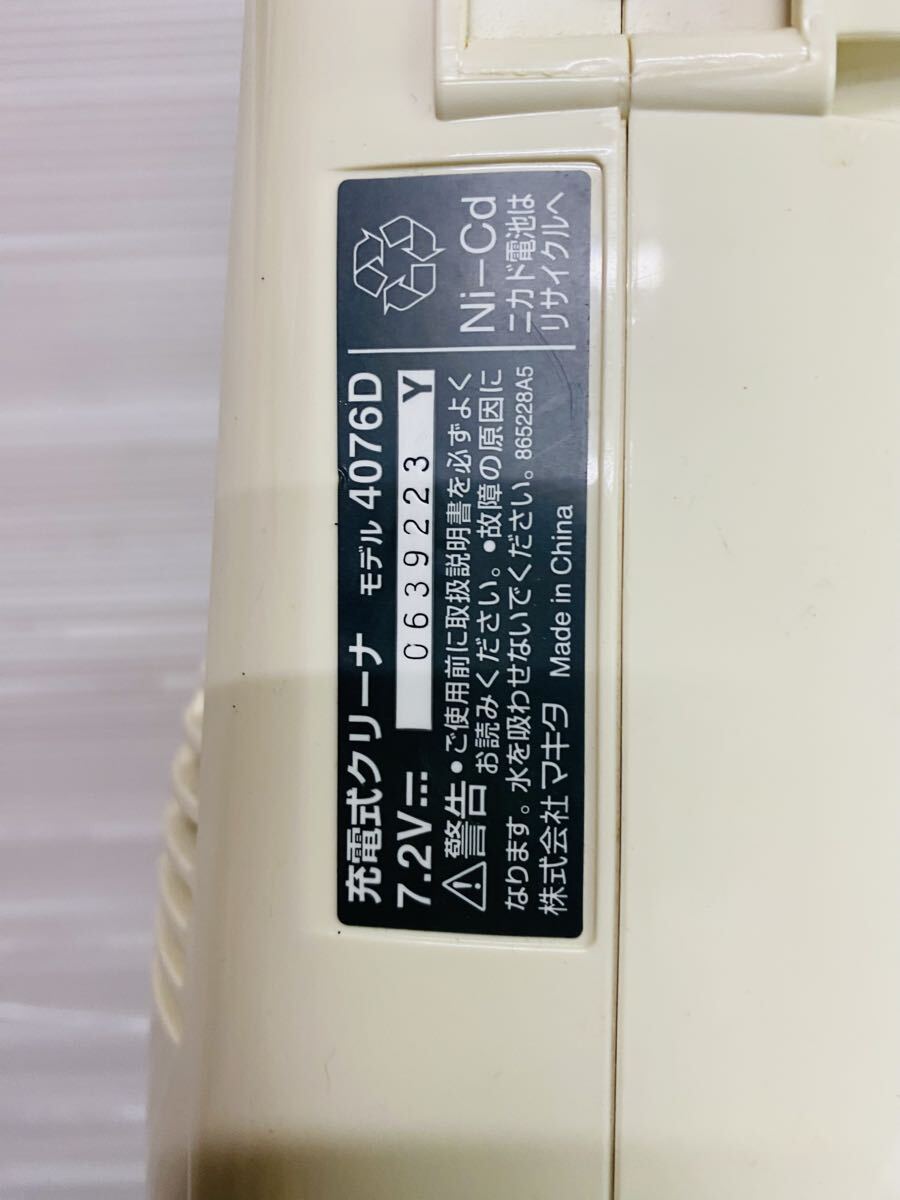 充電式クリーナ モデル 4076D
7.2V⎓ 0639223 Y
⚠警告 •ご使用前に取扱説明書を必ずよく
お読みください。•故障の原因に
なります。水を吸わせないでください。865228A5
株式会社マキタ Made in China
Ni-Cd
ニカド電池は
リサイクルへ